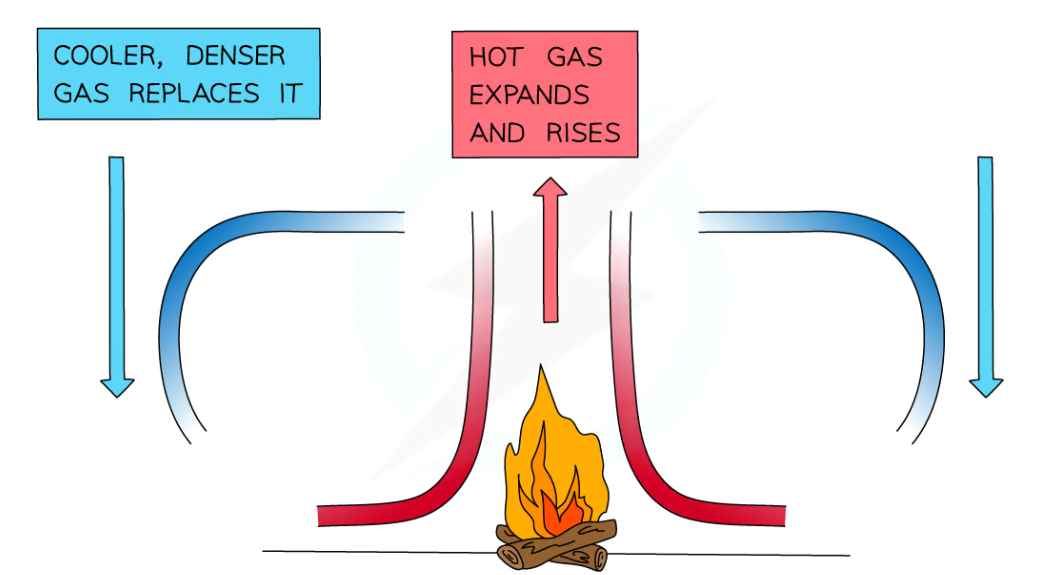 COOLER, DENSER
GAS REPLACES IT
HOT GAS
EXPANDS
AND RISES